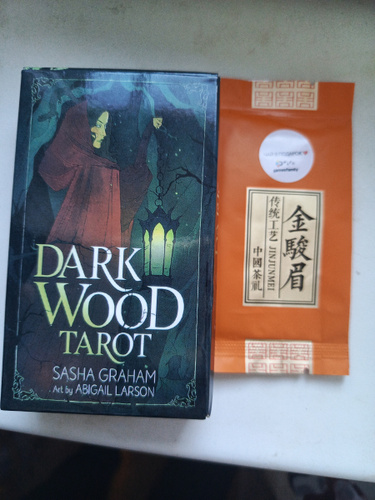 DARK
WOOD
TAROT
SASHA GRAHAM
Art by ABIGAIL LARSON
金駿眉
JINJUNMEI
传统工艺
中國茶礼